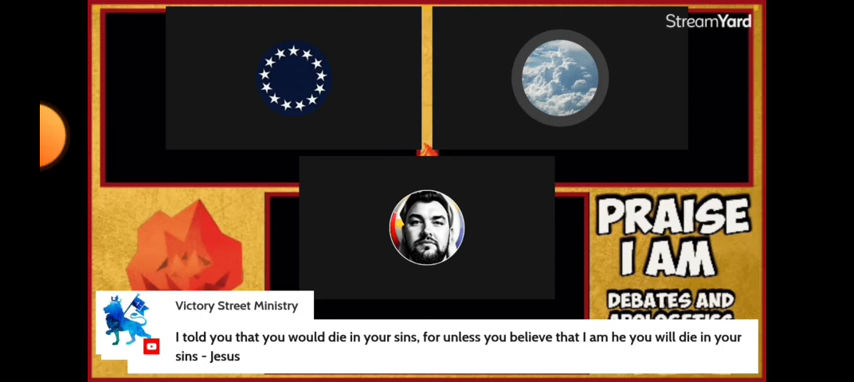 StreamYard
PRAISE
I AM
DEBATES AND
APOLOGETICS
Victory Street Ministry
I told you that you would die in your sins, for unless you believe that I am he you will die in your
sins - Jesus